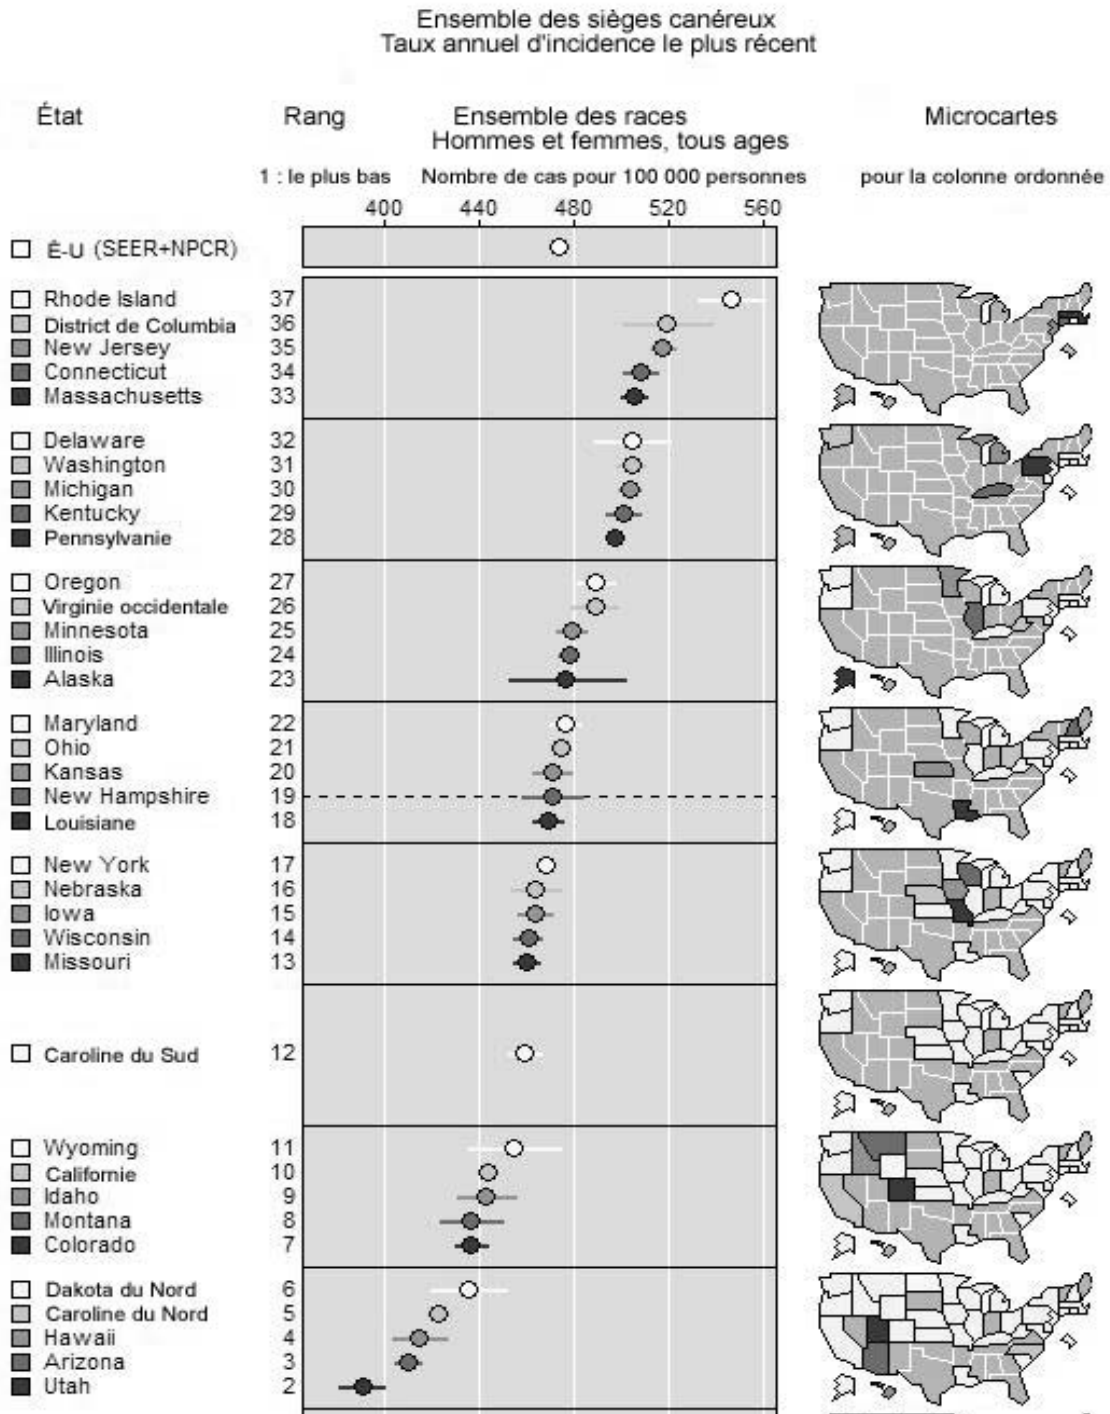 Ensemble des sièges canéreux
Taux annuel d'incidence le plus récent
État Rang Ensemble des races Microcartes
Hommes et femmes, tous ages
1 : le plus bas Nombre de cas pour 100 000 personnes pour la colonne ordonnée
400 440 480 520 560
É-U (SEER+NPCR)
Rhode Island 37
District de Columbia 36
New Jersey 35
Connecticut 34
Massachusetts 33
Delaware 32
Washington 31
Michigan 30
Kentucky 29
Pennsylvanie 28
Oregon 27
Virginie occidentale 26
Minnesota 25
Illinois 24
Alaska 23
Maryland 22
Ohio 21
Kansas 20
New Hampshire 19
Louisiane 18
New York 17
Nebraska 16
Iowa 15
Wisconsin 14
Missouri 13
Caroline du Sud 12
Wyoming 11
Californie 10
Idaho 9
Montana 8
Colorado 7
Dakota du Nord 6
Caroline du Nord 5
Hawaii 4
Arizona 3
Utah 2